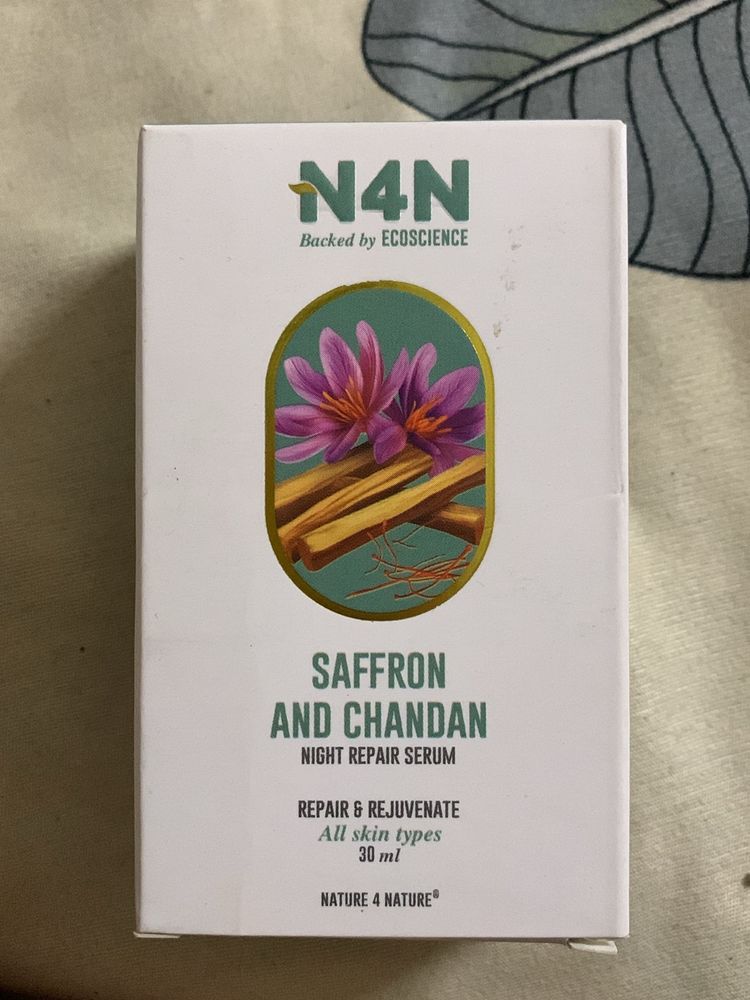 N4N
Backed by ECOSCIENCE
SAFFRON
AND CHANDAN
NIGHT REPAIR SERUM
REPAIR & REJUVENATE
All skin types
30 ml
NATURE 4 NATURE®